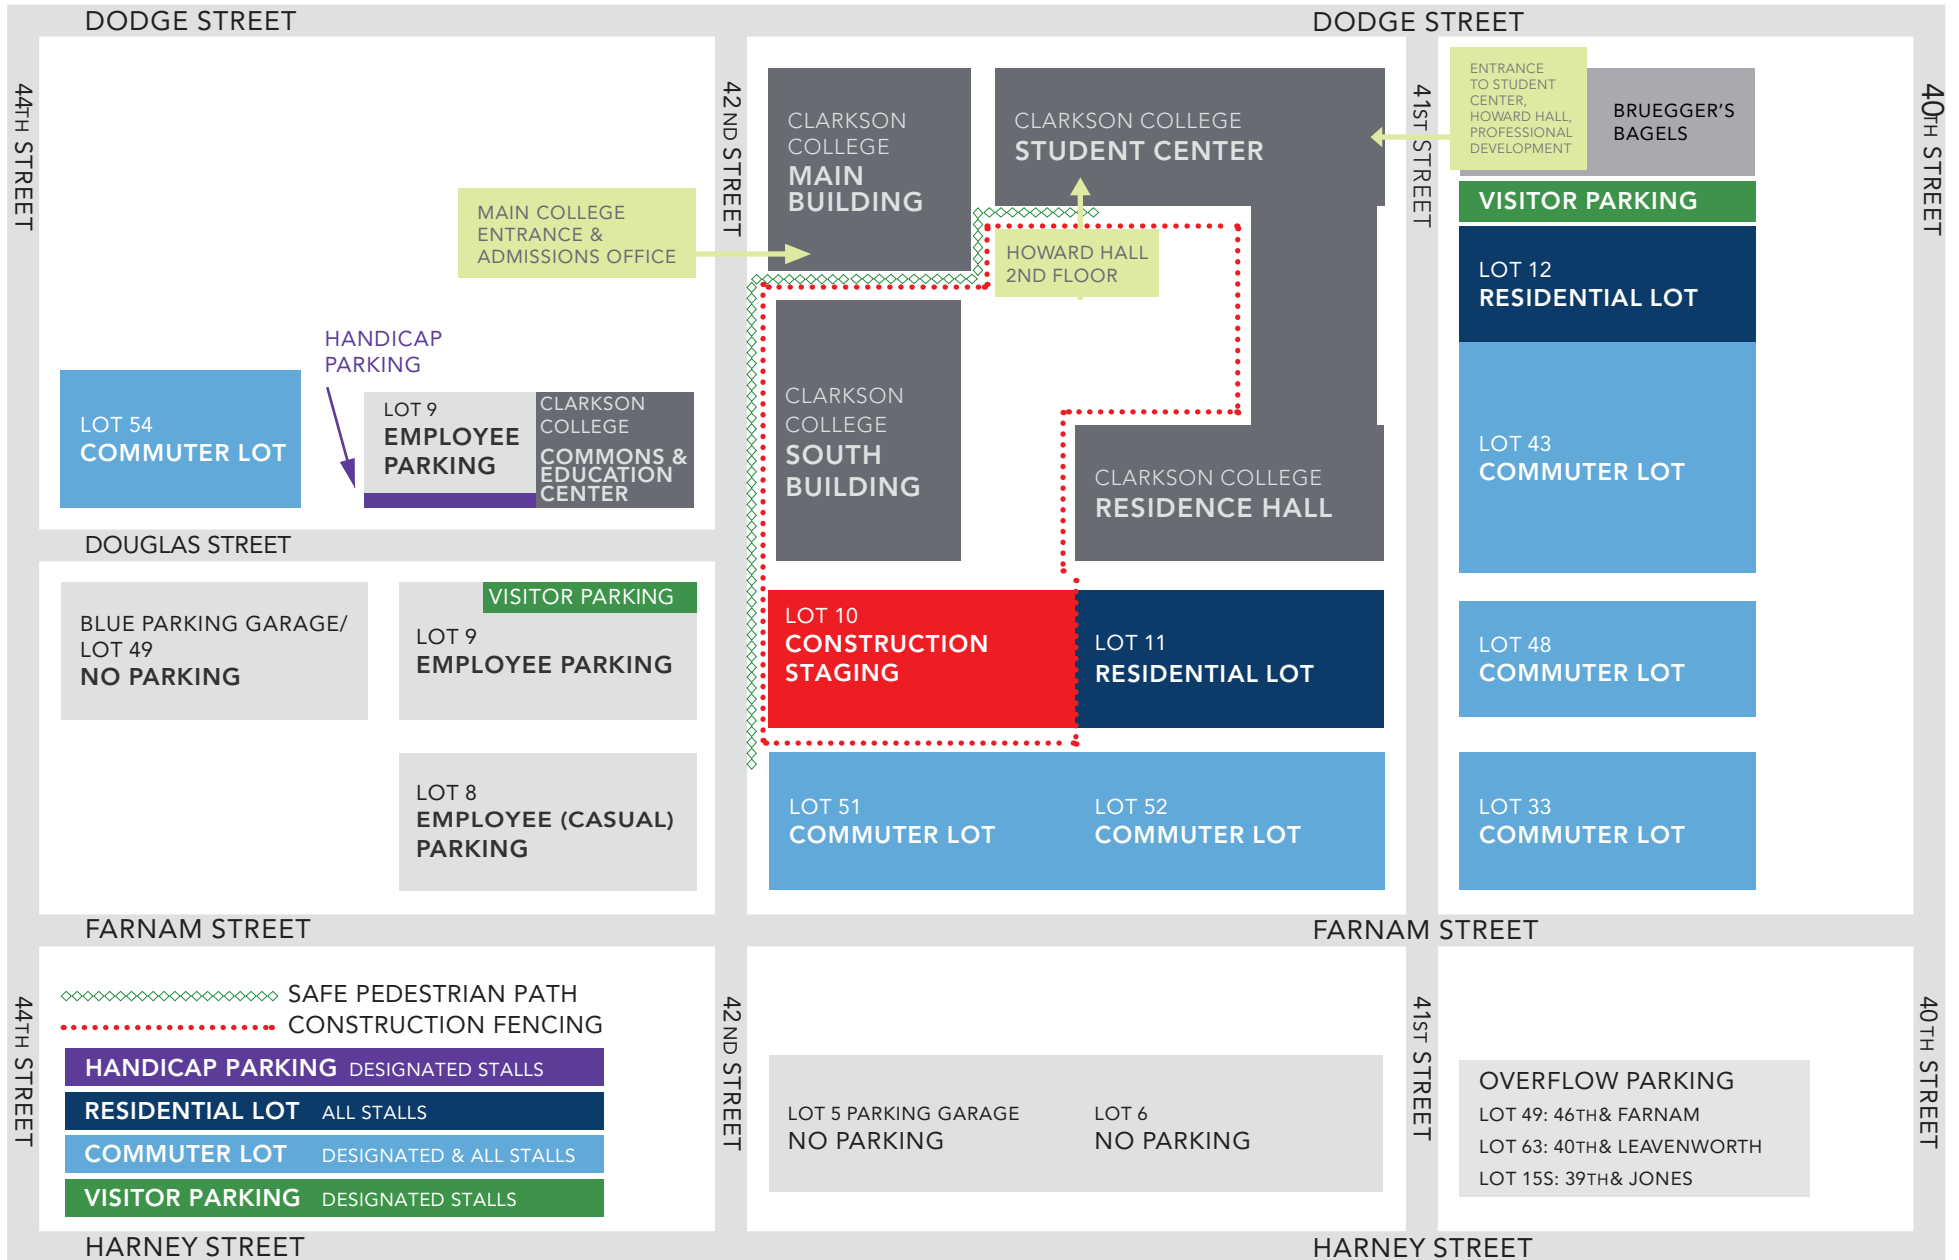 DODGE STREET
DODGE STREET
44TH STREET
42ND STREET
41ST STREET
40TH STREET
CLARKSON
COLLEGE
MAIN
BUILDING
CLARKSON COLLEGE
STUDENT CENTER
ENTRANCE
TO STUDENT
CENTER,
HOWARD HALL,
PROFESSIONAL
DEVELOPMENT
BRUEGGER'S
BAGELS
VISITOR PARKING
MAIN COLLEGE
ENTRANCE &
ADMISSIONS OFFICE
HOWARD HALL
2ND FLOOR
LOT 12
RESIDENTIAL LOT
HANDICAP
PARKING
LOT 54
COMMUTER LOT
LOT 9
EMPLOYEE
PARKING
CLARKSON
COLLEGE
COMMONS &
EDUCATION
CENTER
CLARKSON
COLLEGE
SOUTH
BUILDING
CLARKSON COLLEGE
RESIDENCE HALL
LOT 43
COMMUTER LOT
DOUGLAS STREET
BLUE PARKING GARAGE/
LOT 49
NO PARKING
VISITOR PARKING
LOT 9
EMPLOYEE PARKING
LOT 10
CONSTRUCTION
STAGING
LOT 11
RESIDENTIAL LOT
LOT 48
COMMUTER LOT
LOT 8
EMPLOYEE (CASUAL)
PARKING
LOT 51
COMMUTER LOT
LOT 52
COMMUTER LOT
LOT 33
COMMUTER LOT
FARNAM STREET
FARNAM STREET
44TH STREET
42ND STREET
41ST STREET
40TH STREET
SAFE PEDESTRIAN PATH
CONSTRUCTION FENCING
HANDICAP PARKING DESIGNATED STALLS
RESIDENTIAL LOT ALL STALLS
COMMUTER LOT DESIGNATED & ALL STALLS
VISITOR PARKING DESIGNATED STALLS
LOT 5 PARKING GARAGE
NO PARKING
LOT 6
NO PARKING
OVERFLOW PARKING
LOT 49: 46TH& FARNAM
LOT 63: 40TH& LEAVENWORTH
LOT 15S: 39TH& JONES
HARNEY STREET
HARNEY STREET